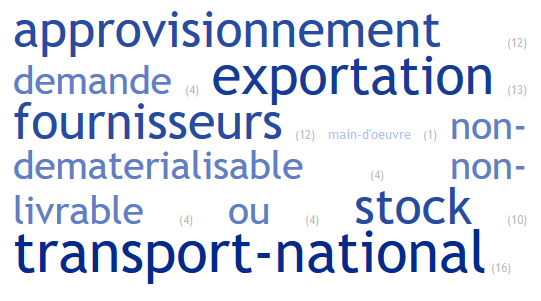 approvisionnement (12)
demande (4) exportation (13)
fournisseurs (12) main-d'oeuvre (1) non-
dematerialisable (4) non-
livrable (4) ou (4) stock (10)
transport-national (16)